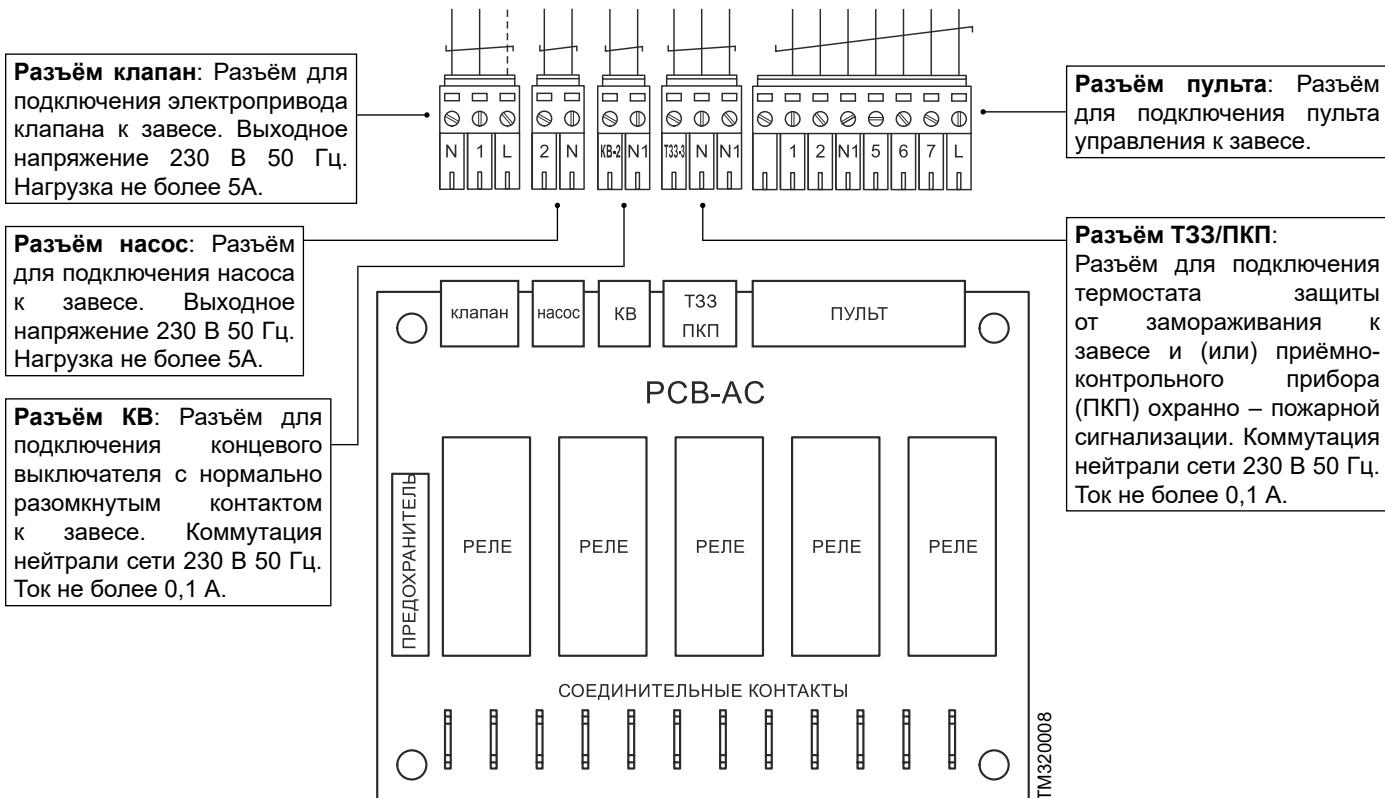 Разъём клапан: Разъём для
подключения электропривода
клапана к завесе. Выходное
напряжение 230 В 50 Гц.
Нагрузка не более 5А.
N 1 L
2 N
КВ-2 N1
ТЗЗ-3 N N1
1 2 N1 5 6 7 L
Разъём пульта: Разъём
для подключения пульта
управления к завесе.
Разъём насос: Разъём
для подключения насоса
к завесе. Выходное
напряжение 230 В 50 Гц.
Нагрузка не более 5А.
Разъём КВ: Разъём для
подключения концевого
выключателя с нормально
разомкнутым контактом
к завесе. Коммутация
нейтрали сети 230 В 50 Гц.
Ток не более 0,1 А.
Разъём ТЗЗ/ПКП:
Разъём для подключения
термостата защиты
от замораживания к
завесе и (или) приёмно-
контрольного прибора
(ПКП) охранно – пожарной
сигнализации. Коммутация
нейтрали сети 230 В 50 Гц.
Ток не более 0,1 А.
клапан
насос
КВ
ТЗЗ
ПКП
ПУЛЬТ
PCB-AC
ПРЕДОХРАНИТЕЛЬ
РЕЛЕ
РЕЛЕ
РЕЛЕ
РЕЛЕ
РЕЛЕ
СОЕДИНИТЕЛЬНЫЕ КОНТАКТЫ
TM320008